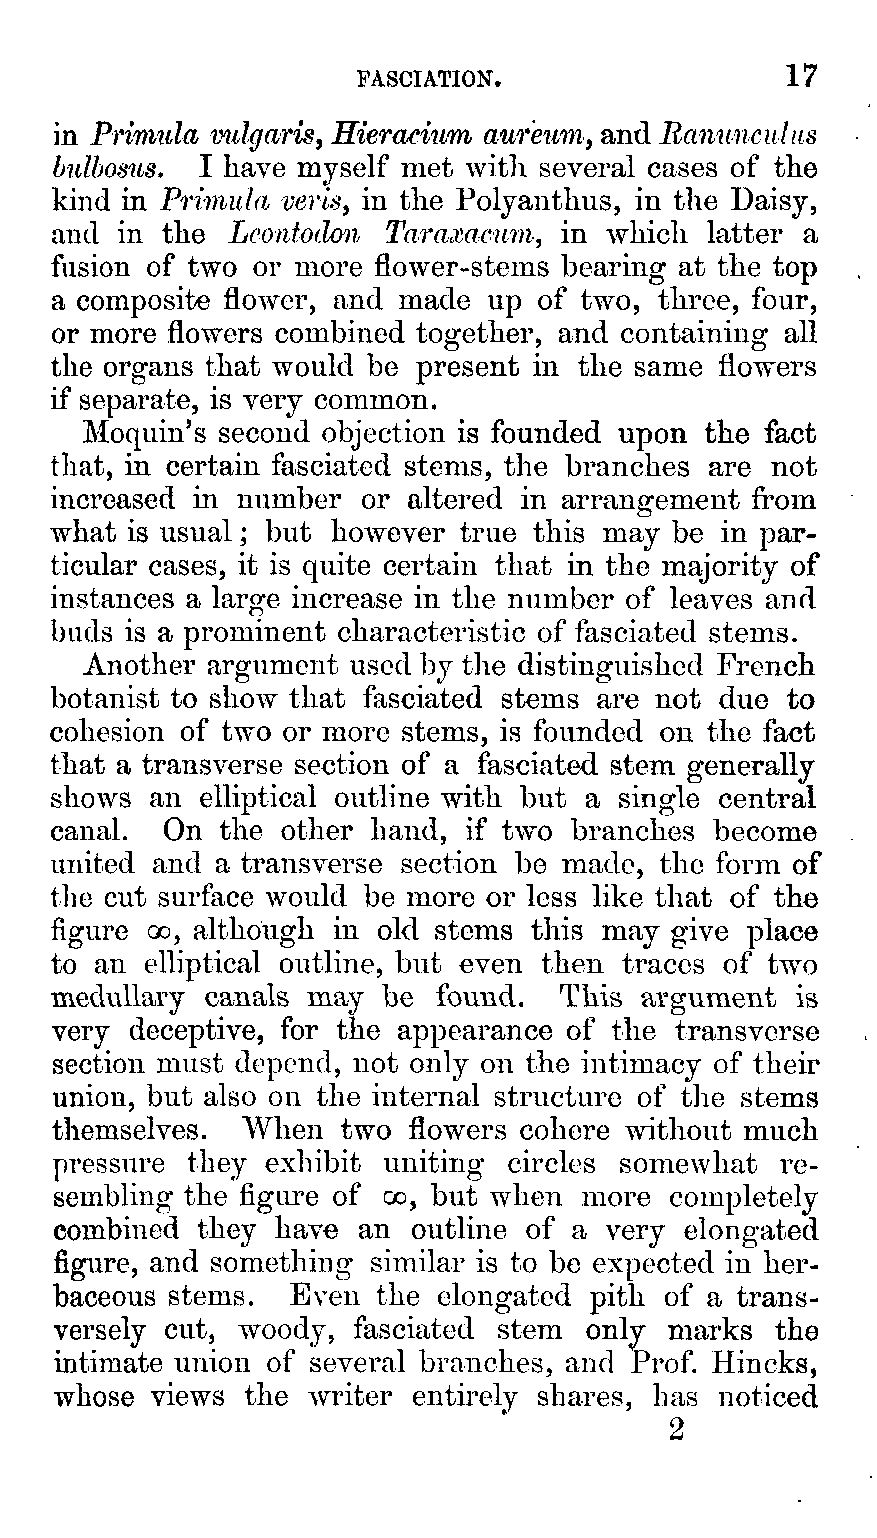 FASCIATION. 17
in Primula vulgaris, Hieracium aureum, and Ranunculus
bulbosus. I have myself met with several cases of the
kind in Primula veris, in the Polyanthus, in the Daisy,
and in the Leontodon Taraxacum, in which latter a
fusion of two or more flower-stems bearing at the top
a composite flower, and made up of two, three, four,
or more flowers combined together, and containing all
the organs that would be present in the same flowers
if separate, is very common.
Moquin's second objection is founded upon the fact
that, in certain fasciated stems, the branches are not
increased in number or altered in arrangement from
what is usual; but however true this may be in par-
ticular cases, it is quite certain that in the majority of
instances a large increase in the number of leaves and
buds is a prominent characteristic of fasciated stems.
Another argument used by the distinguished French
botanist to show that fasciated stems are not due to
cohesion of two or more stems, is founded on the fact
that a transverse section of a fasciated stem generally
shows an elliptical outline with but a single central
canal. On the other hand, if two branches become
united and a transverse section be made, the form of
the cut surface would be more or less like that of the
figure ∞, although in old stems this may give place
to an elliptical outline, but even then traces of two
medullary canals may be found. This argument is
very deceptive, for the appearance of the transverse
section must depend, not only on the intimacy of their
union, but also on the internal structure of the stems
themselves. When two flowers cohere without much
pressure they exhibit uniting circles somewhat re-
sembling the figure of ∞, but when more completely
combined they have an outline of a very elongated
figure, and something similar is to be expected in her-
baceous stems. Even the elongated pith of a trans-
versely cut, woody, fasciated stem only marks the
intimate union of several branches, and Prof. Hincks,
whose views the writer entirely shares, has noticed
2